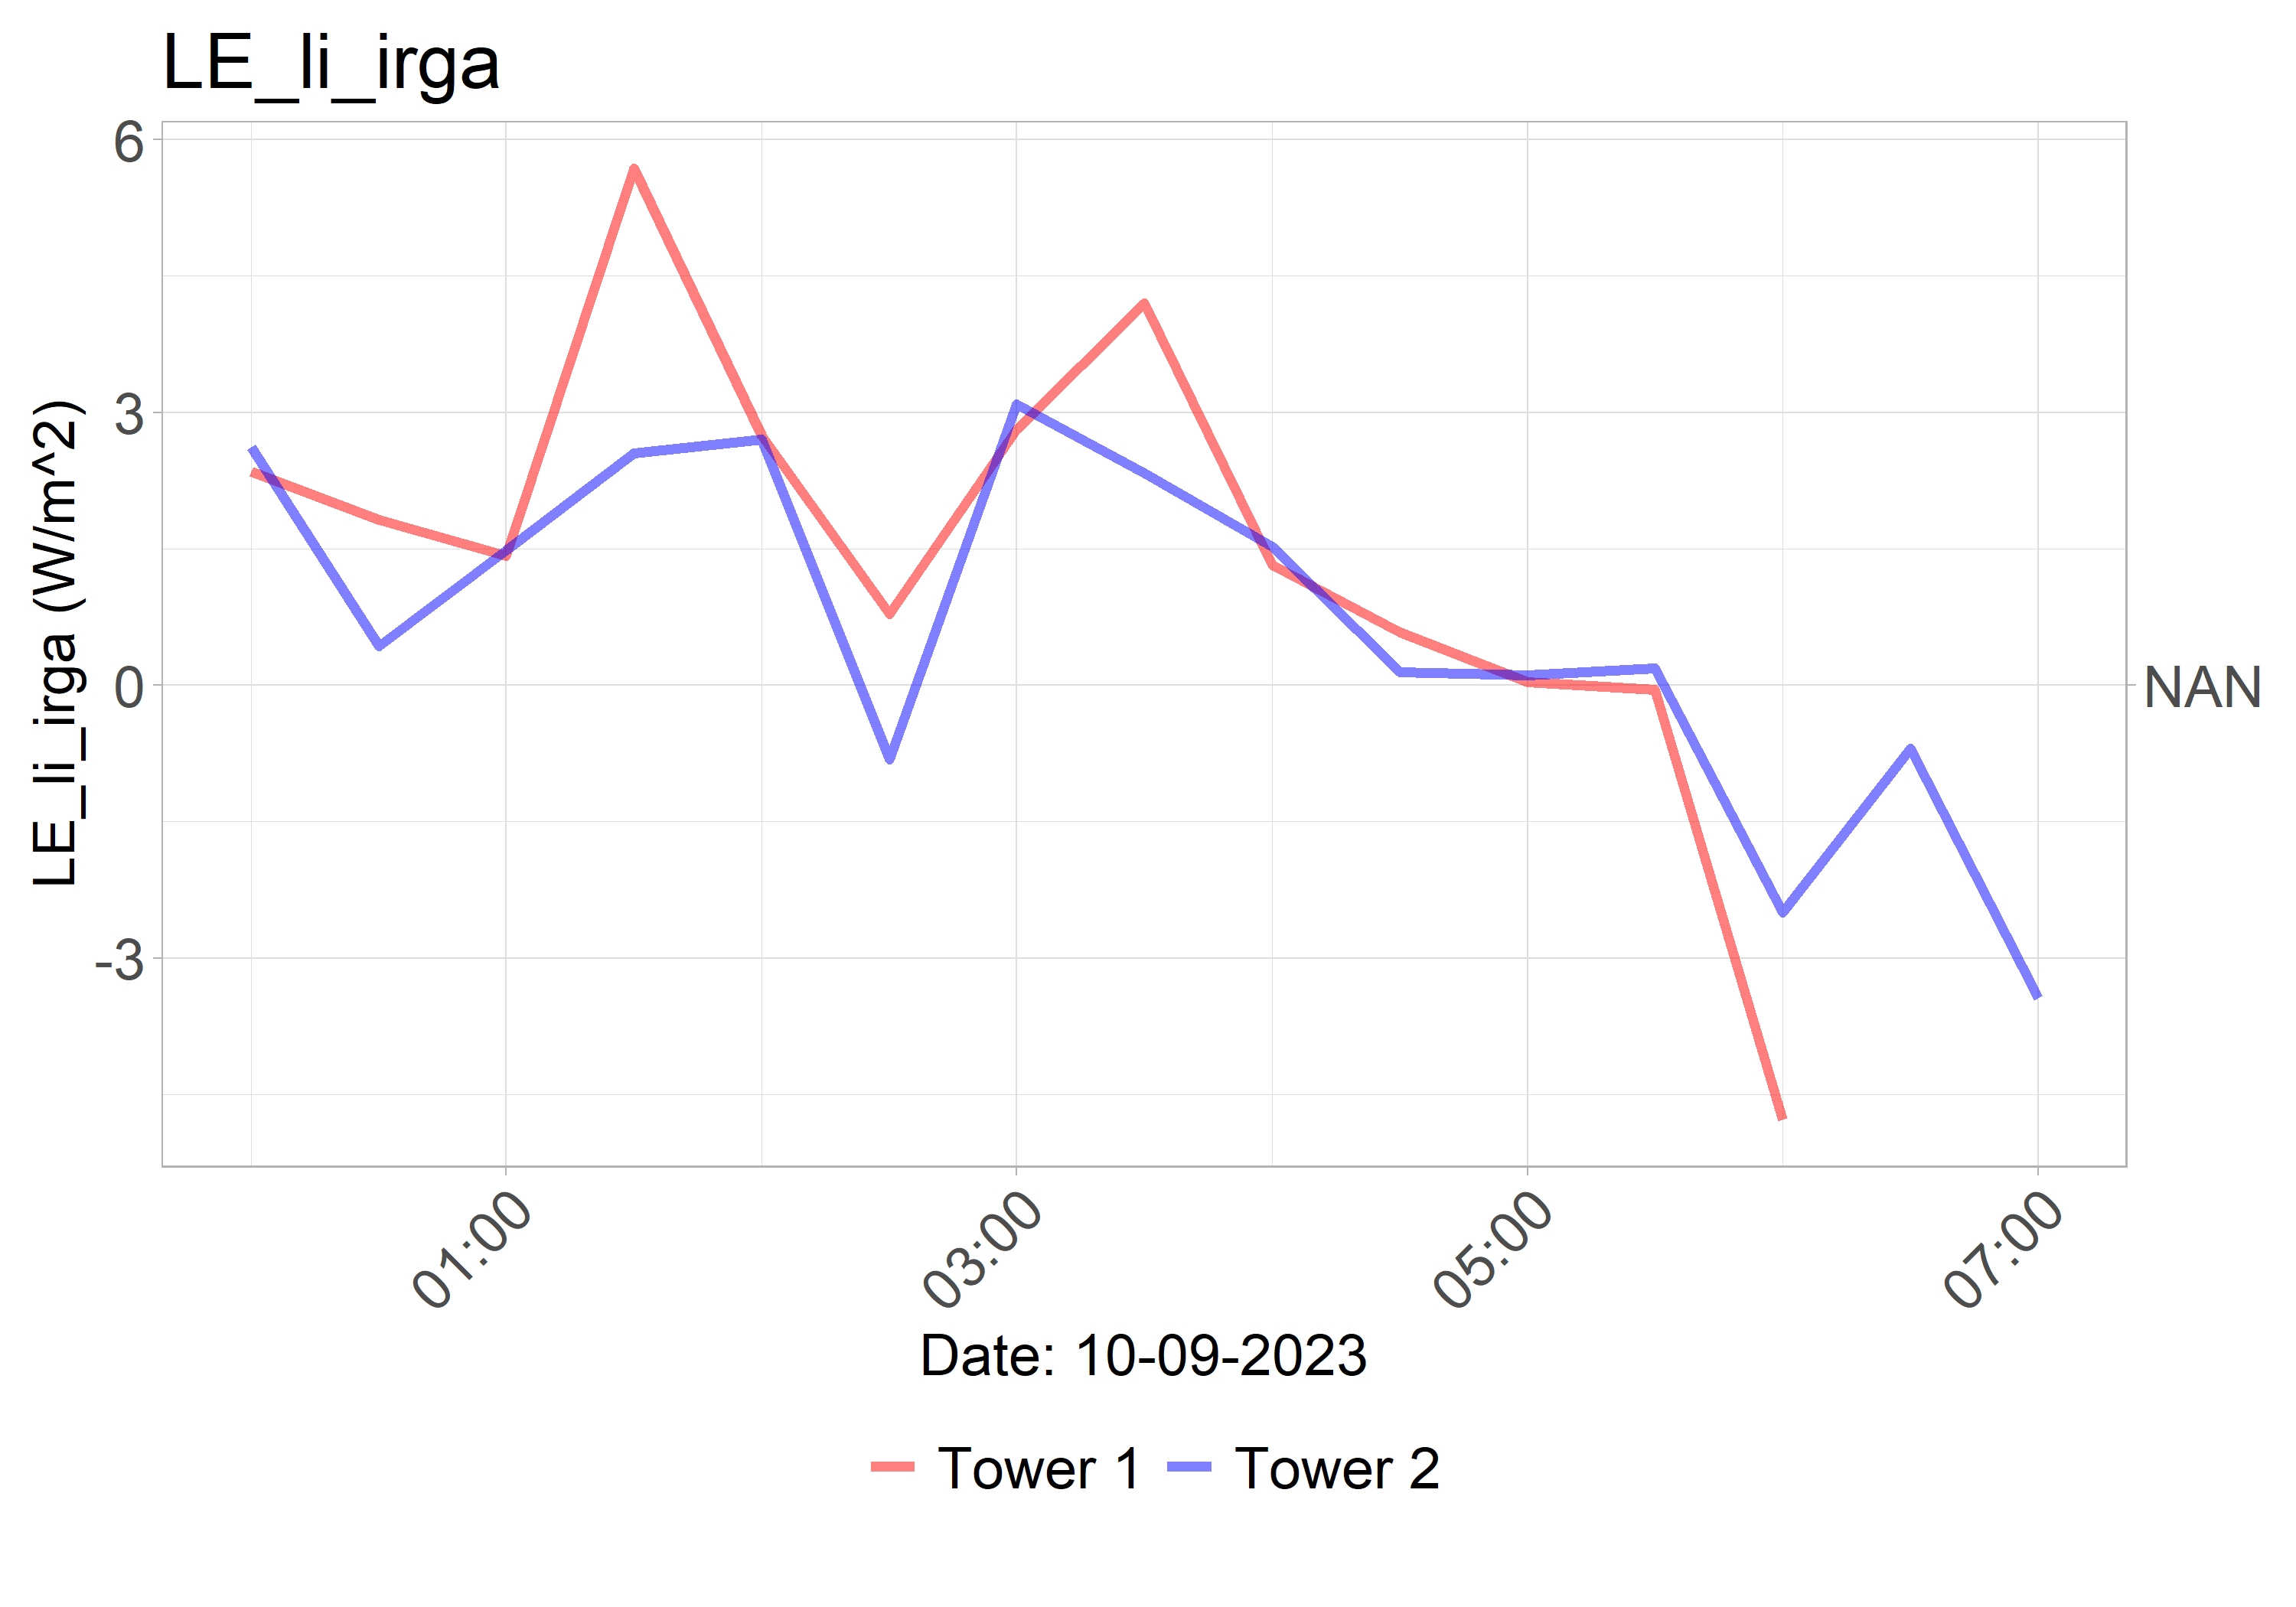 LE_li_irga
LE_li_irga (W/m^2)
6
3
0
-3
NAN
01:00
03:00
05:00
07:00
Date: 10-09-2023
Tower 1
Tower 2